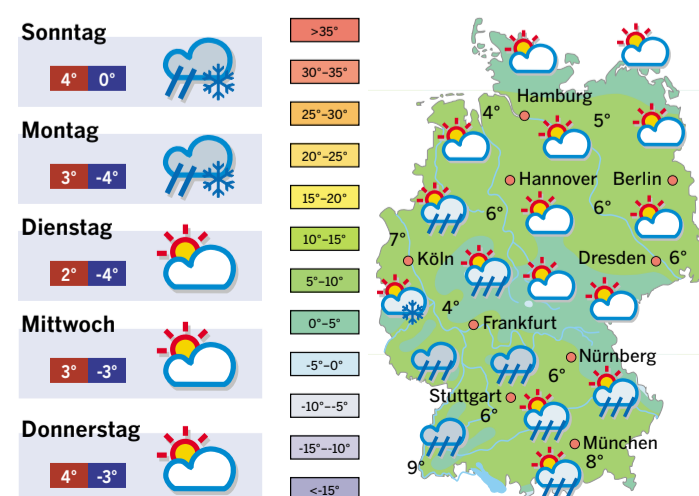 Sonntag
4° 0°
Montag
3° -4°
Dienstag
2° -4°
Mittwoch
3° -3°
Donnerstag
4° -3°
>35°
30°–35°
25°–30°
20°–25°
15°–20°
10°–15°
5°–10°
0°–5°
-5°–0°
-10°–-5°
-15°–-10°
<-15°
Hamburg
4° 5°
Hannover Berlin
6° 6°
7°
Köln Dresden 6°
4°
Frankfurt
Nürnberg
6°
Stuttgart
6°
München
9° 8°